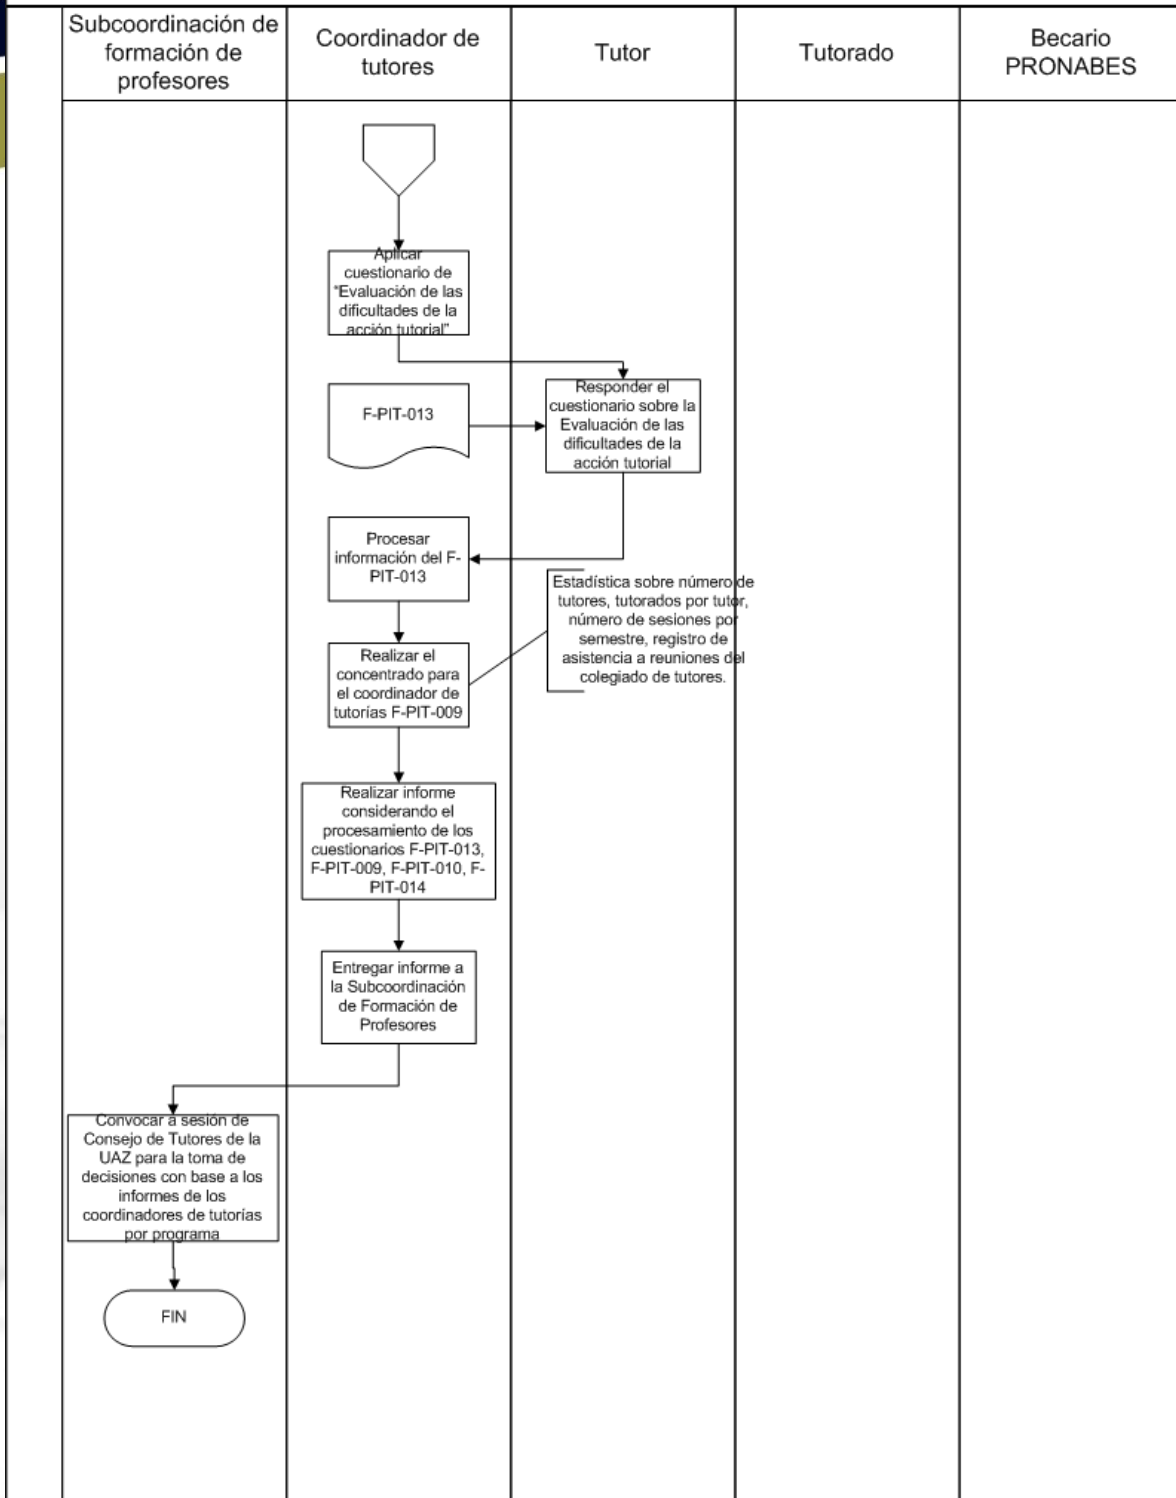 Subcoordinación de
formación de
profesores
Coordinador de
tutores
Tutor
Tutorado
Becario
PRONABES
Aplicar
cuestionario de
"Evaluación de las
dificultades de la
acción tutorial"
Responder el
cuestionario sobre la
Evaluación de las
dificultades de la
acción tutorial
F-PIT-013
Procesar
información del F-
PIT-013
Estadística sobre número de
tutores, tutorados por tutor,
número de sesiones por
semestre, registro de
asistencia a reuniones del
colegiado de tutores.
Realizar el
concentrado para
el coordinador de
tutorías F-PIT-009
Realizar informe
considerando el
procesamiento de los
cuestionarios F-PIT-013,
F-PIT-009, F-PIT-010, F-
PIT-014
Entregar informe a
la Subcoordinación
de Formación de
Profesores
Convocar a sesión de
Consejo de Tutores de la
UAZ para la toma de
decisiones con base a los
informes de los
coordinadores de tutorías
por programa
FIN